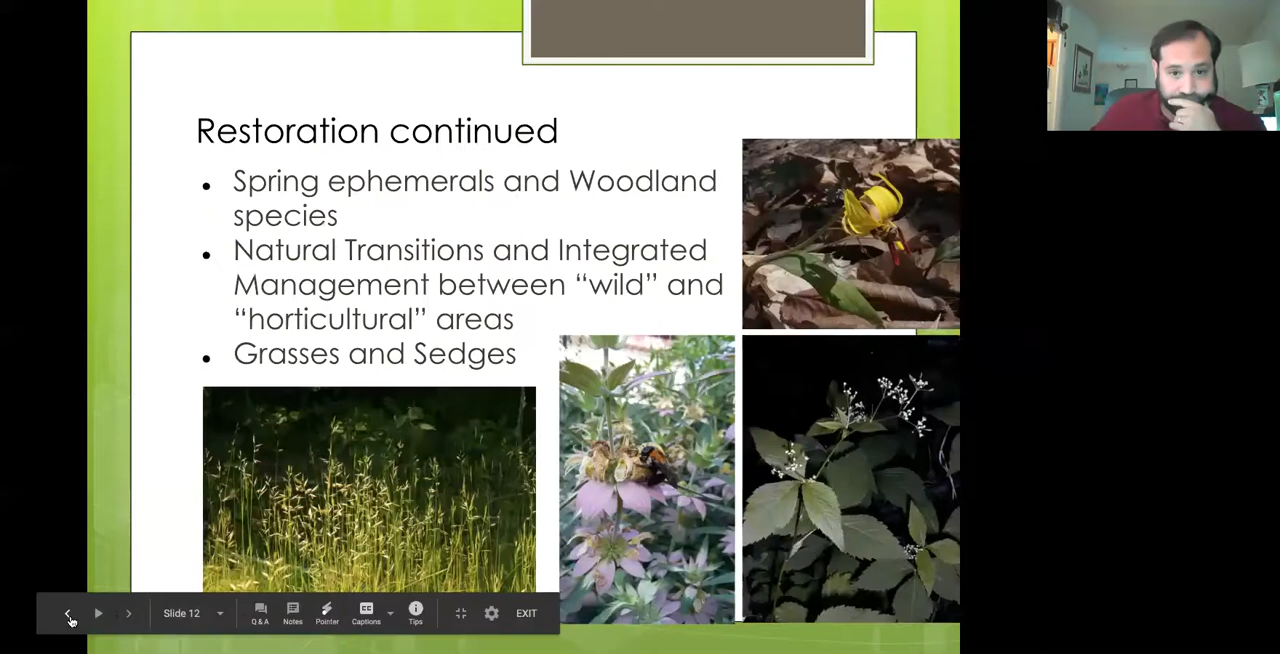 Restoration continued
Spring ephemerals and Woodland
species
Natural Transitions and Integrated
Management between “wild” and
“horticultural” areas
Grasses and Sedges
Slide 12
Q & A
Notes
Pointer
Captions
Tips
EXIT